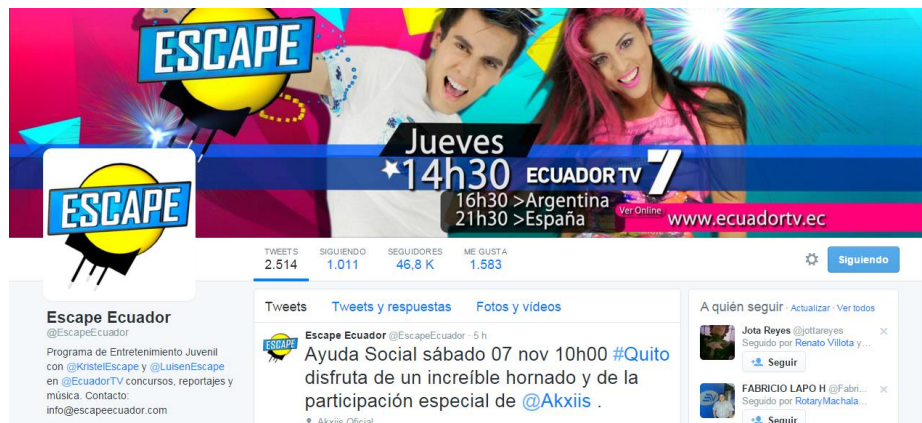 ESCAPE
Jueves
14h30 ECUADOR TV 7
16h30 >Argentina
21h30 >España
Ver Online www.ecuadortv.ec
ESCAPE
TWEETS SIGUIENDO SEGUIDORES ME GUSTA
2.514 1.011 46,8 K 1.583
Siguiendo
Escape Ecuador
@EscapeEcuador
Programa de Entretenimiento Juvenil
con @KristelEscape y @LuisenEscape
en @EcuadorTV concursos, reportajes y
música. Contacto:
info@escapeecuador.com
Tweets Tweets y respuestas Fotos y vídeos
ESCAPE
Escape Ecuador @EscapeEcuador · 5 h
Ayuda Social sábado 07 nov 10h00 #Quito
disfruta de un increíble hornado y de la
participación especial de @Akxiis .
Akxiis Oficial
A quién seguir · Actualizar · Ver todos
Jota Reyes @jottareyes
Seguido por Renato Villota y...
Seguir
FABRICIO LAPO H @Fabri...
Seguido por RotaryMachala...
Seguir